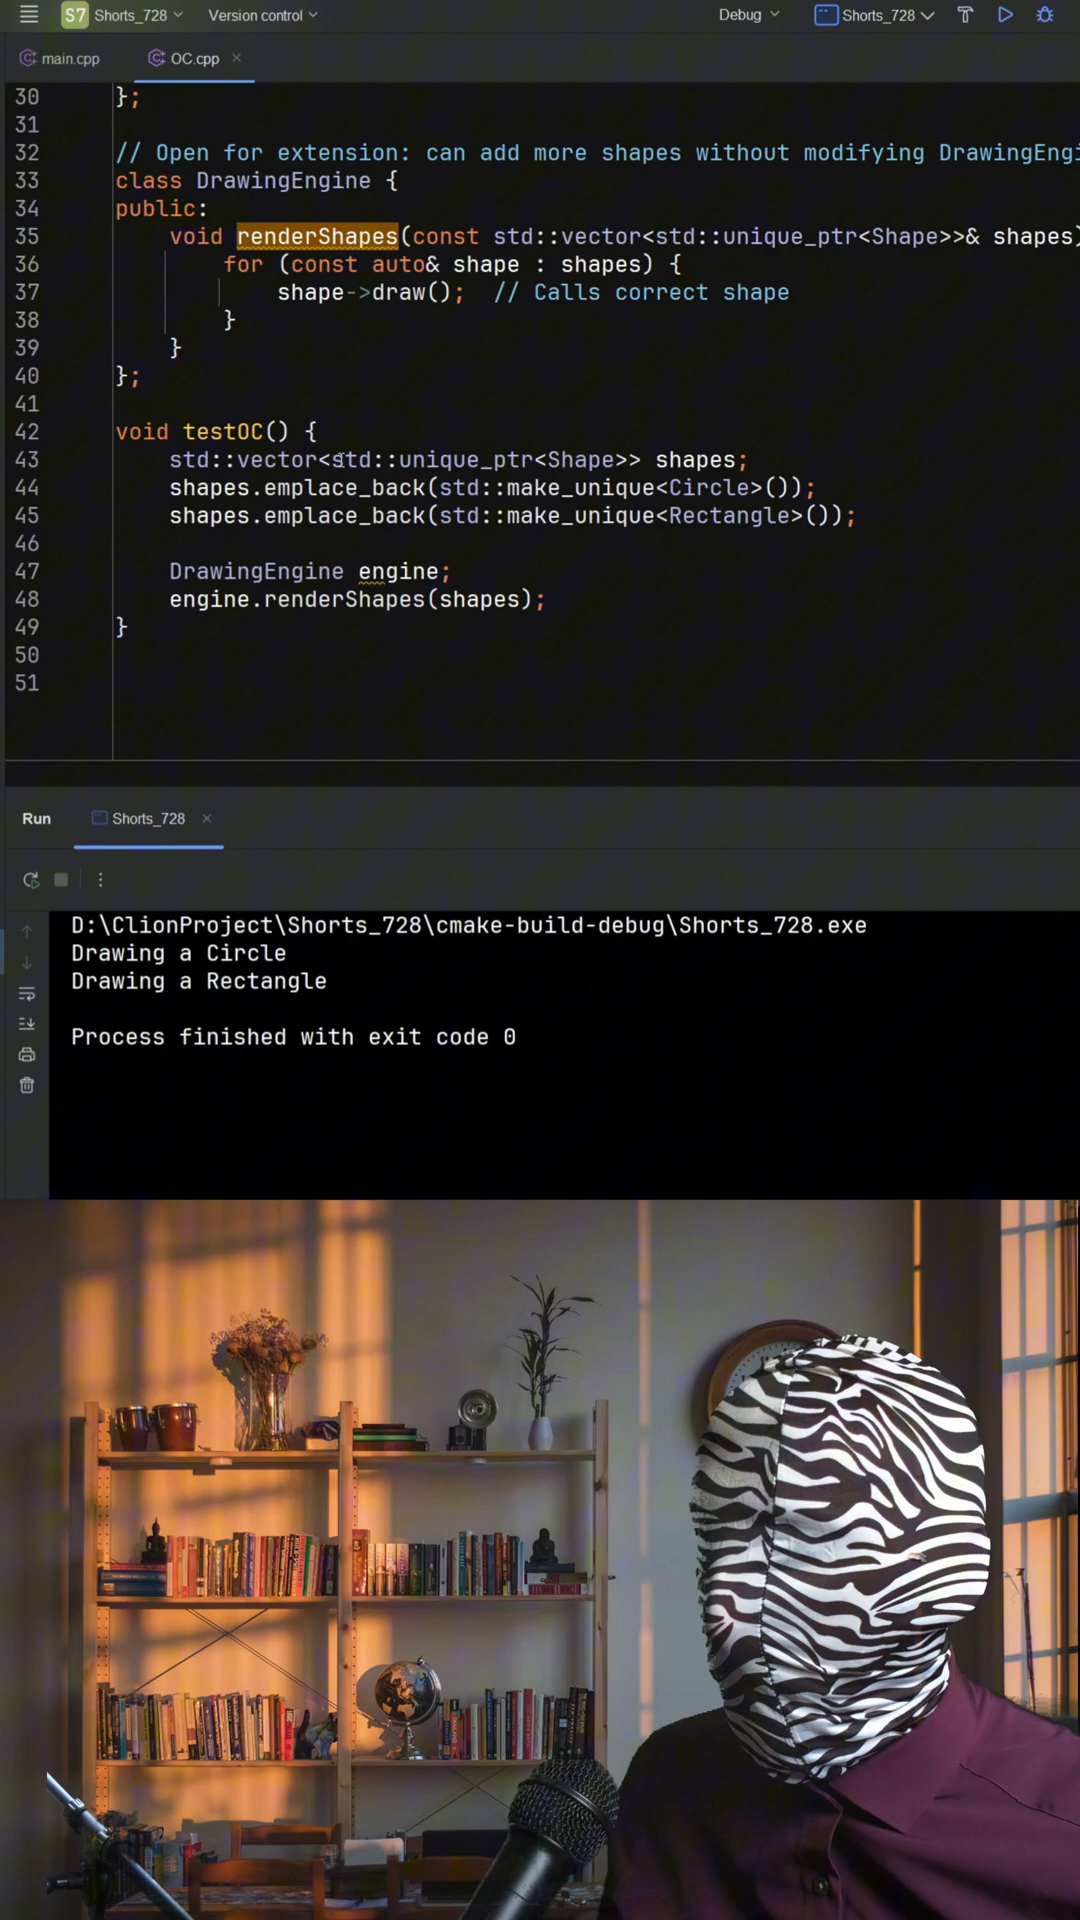 S7 Shorts_728 Version control Debug Shorts_728
main.cpp OC.cpp
30 };
31
32 // Open for extension: can add more shapes without modifying DrawingEngi
33 class DrawingEngine {
34 public:
35 void renderShapes(const std::vector<std::unique_ptr<Shape>>& shapes)
36 for (const auto& shape : shapes) {
37 shape->draw(); // Calls correct shape
38 }
39 }
40 };
41
42 void testOC() {
43 std::vector<std::unique_ptr<Shape>> shapes;
44 shapes.emplace_back(std::make_unique<Circle>());
45 shapes.emplace_back(std::make_unique<Rectangle>());
46
47 DrawingEngine engine;
48 engine.renderShapes(shapes);
49 }
50
51
Run Shorts_728
D:\ClionProject\Shorts_728\cmake-build-debug\Shorts_728.exe
Drawing a Circle
Drawing a Rectangle
Process finished with exit code 0